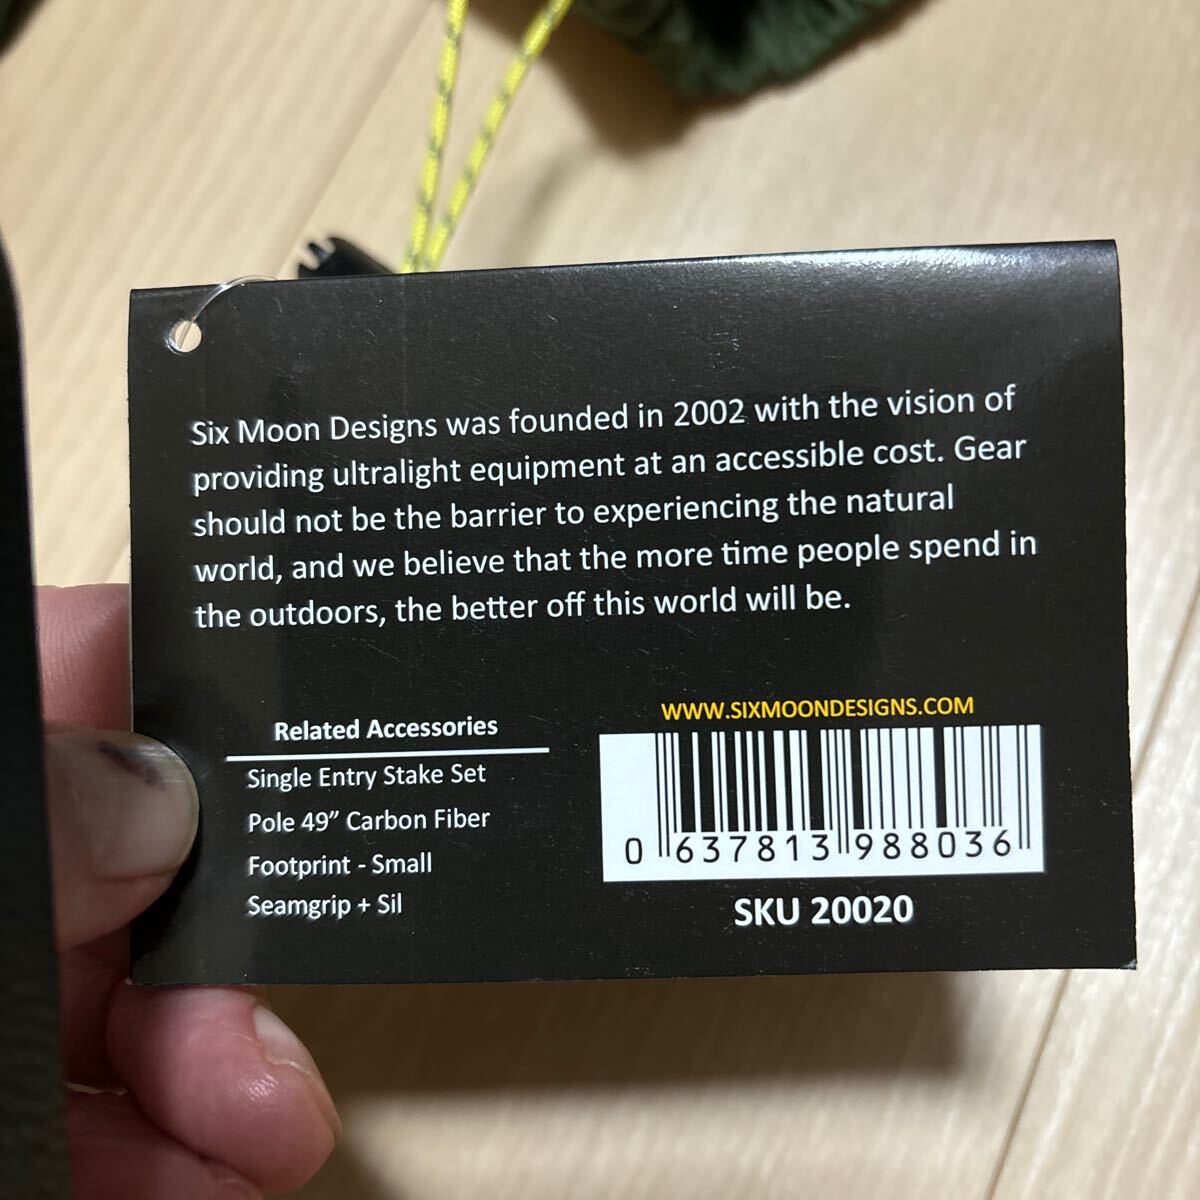 Six Moon Designs was founded in 2002 with the vision of
providing ultralight equipment at an accessible cost. Gear
should not be the barrier to experiencing the natural
world, and we believe that the more time people spend in
the outdoors, the better off this world will be.
Related Accessories
Single Entry Stake Set
Pole 49” Carbon Fiber
Footprint - Small
Seamgrip + Sil
WWW.SIXMOONDESIGNS.COM
0 637813 988036
SKU 20020